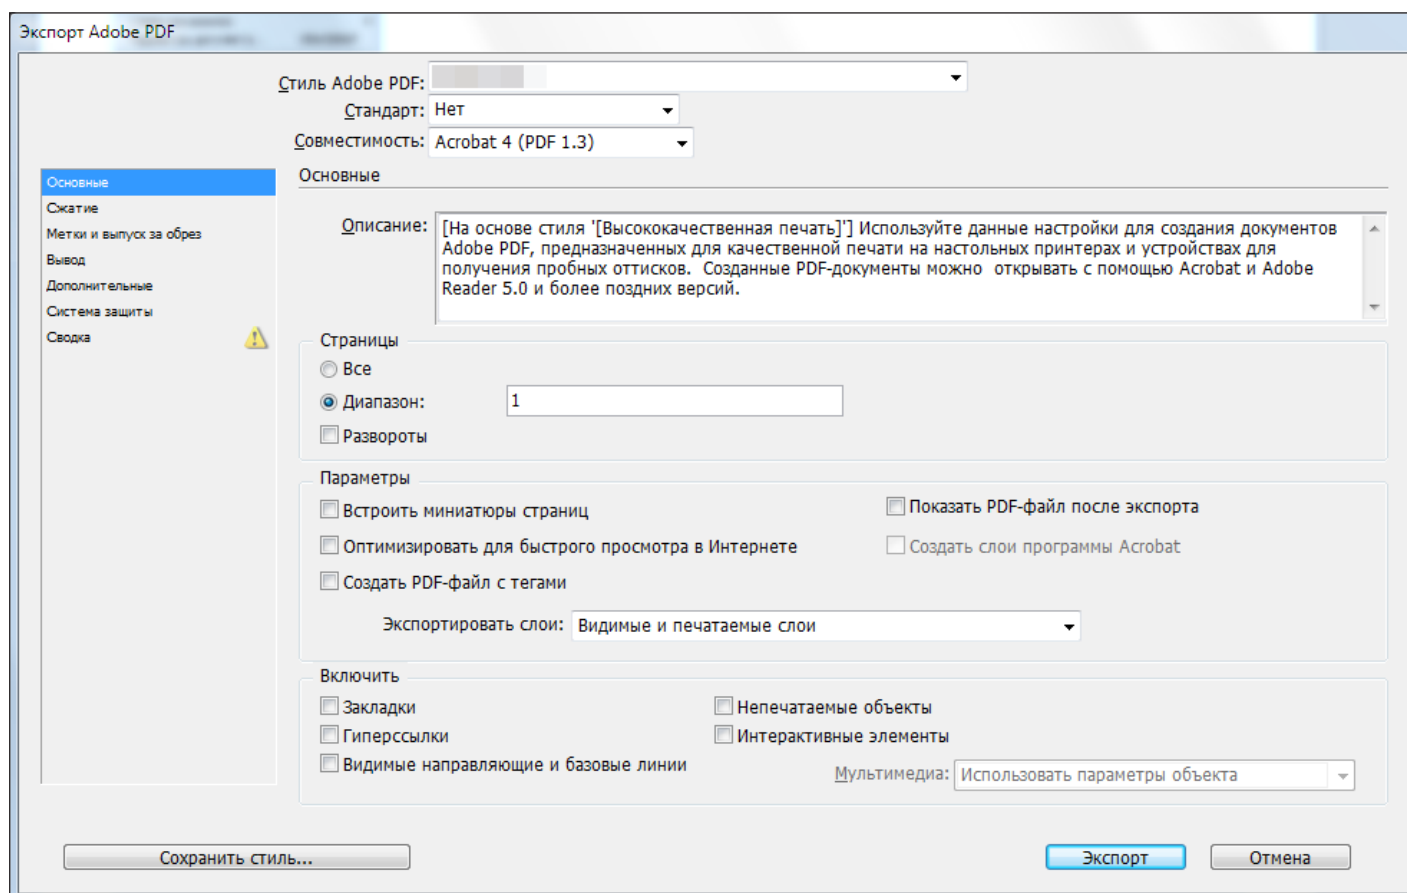 Экспорт Adobe PDF
Стиль Adobe PDF:
Стандарт: Нет
Совместимость: Acrobat 4 (PDF 1.3)
Основные
Сжатие
Метки и выпуск за обрез
Вывод
Дополнительные
Система защиты
Сводка
Основные
Описание: [На основе стиля '[Высококачественная печать]'] Используйте данные настройки для создания документов
Adobe PDF, предназначенных для качественной печати на настольных принтерах и устройствах для
получения пробных оттисков. Созданные PDF-документы можно открывать с помощью Acrobat и Adobe
Reader 5.0 и более поздних версий.
Страницы
Все
Диапазон: 1
Развороты
Параметры
Встроить миниатюры страниц
Показать PDF-файл после экспорта
Оптимизировать для быстрого просмотра в Интернете
Создать слои программы Acrobat
Создать PDF-файл с тегами
Экспортировать слои: Видимые и печатаемые слои
Включить
Закладки
Непечатаемые объекты
Гиперссылки
Интерактивные элементы
Видимые направляющие и базовые линии
Мультимедиа: Использовать параметры объекта
Сохранить стиль...
Экспорт
Отмена